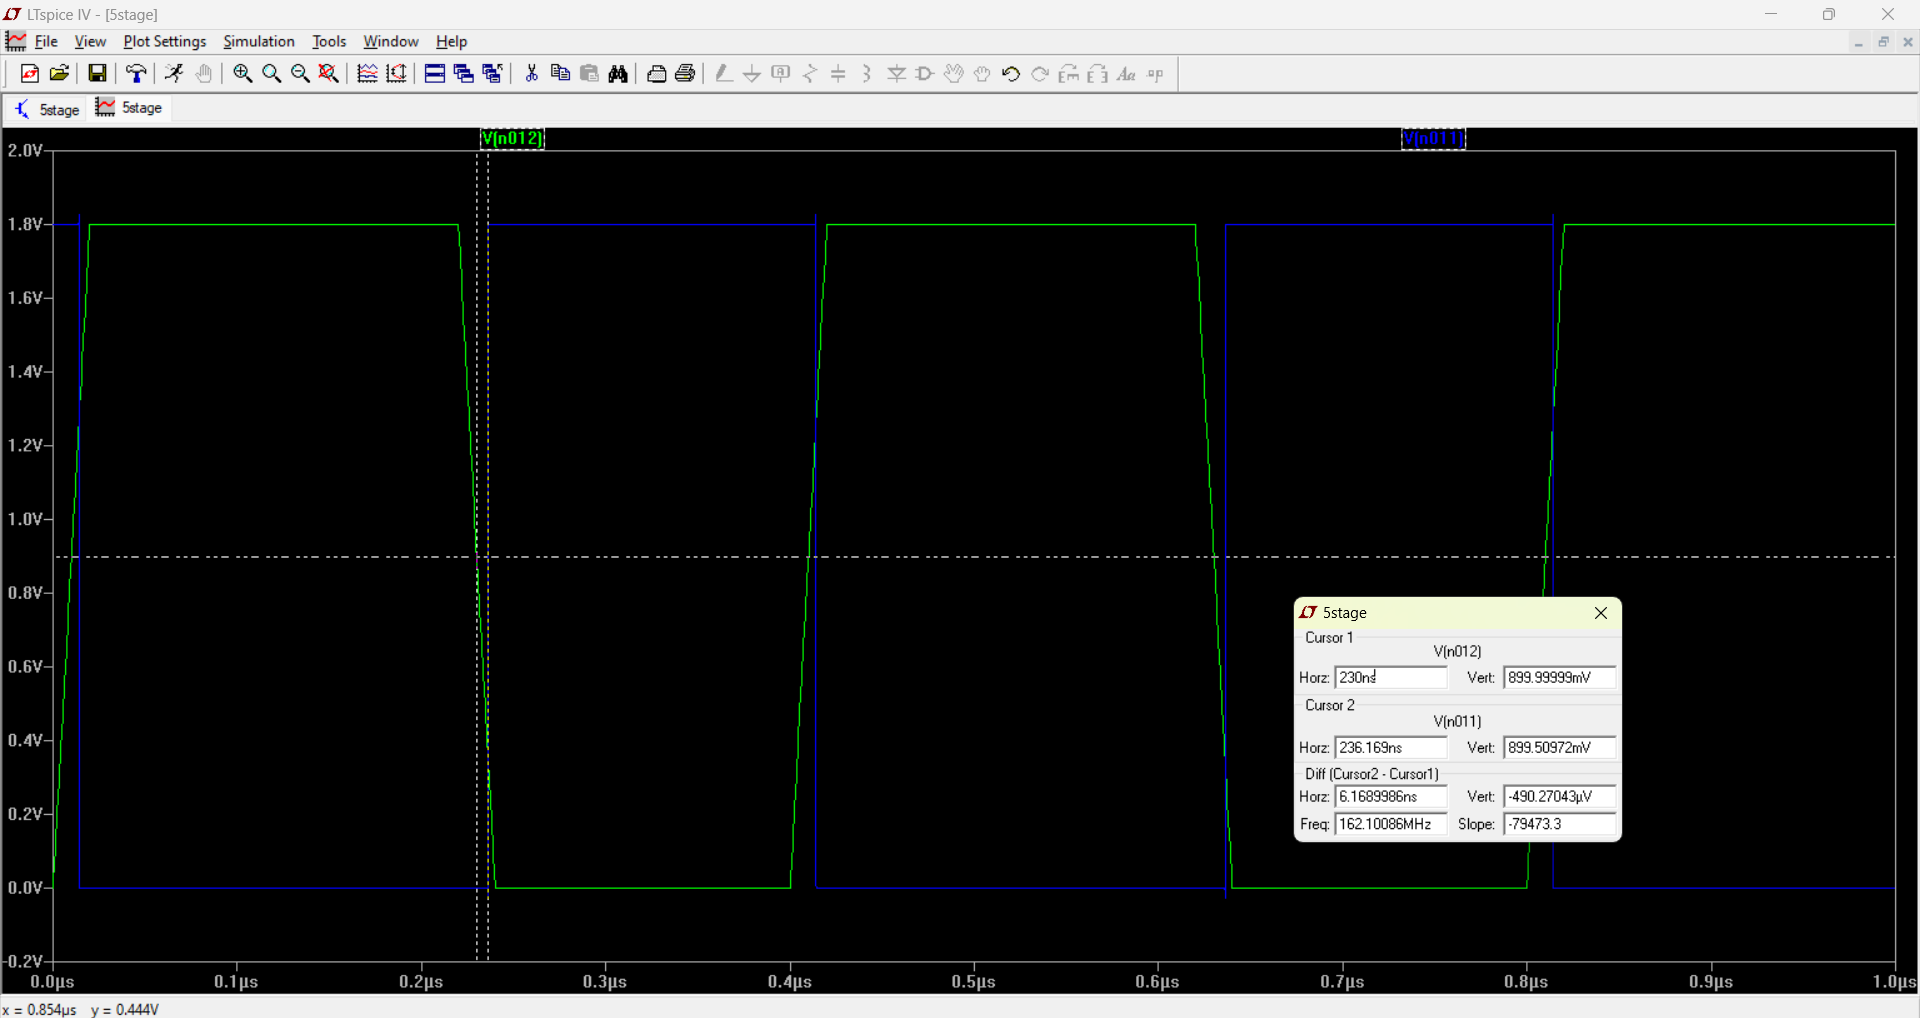 LTspice IV - [5stage]
File View Plot Settings Simulation Tools Window Help
5stage 5stage
V(n012) V(n011)
2.0V
1.8V
1.6V
1.4V
1.2V
1.0V
0.8V
0.6V
0.4V
0.2V
0.0V
-0.2V
0.0µs 0.1µs 0.2µs 0.3µs 0.4µs 0.5µs 0.6µs 0.7µs 0.8µs 0.9µs 1.0µs
5stage
Cursor 1
V(n012)
Horz: 230ns Vert: 899.99999mV
Cursor 2
V(n011)
Horz: 236.169ns Vert: 899.50972mV
Diff (Cursor2 - Cursor1)
Horz: 6.1689986ns Vert: -490.27043µV
Freq: 162.10086MHz Slope: -79473.3
x = 0.854µs y = 0.444V